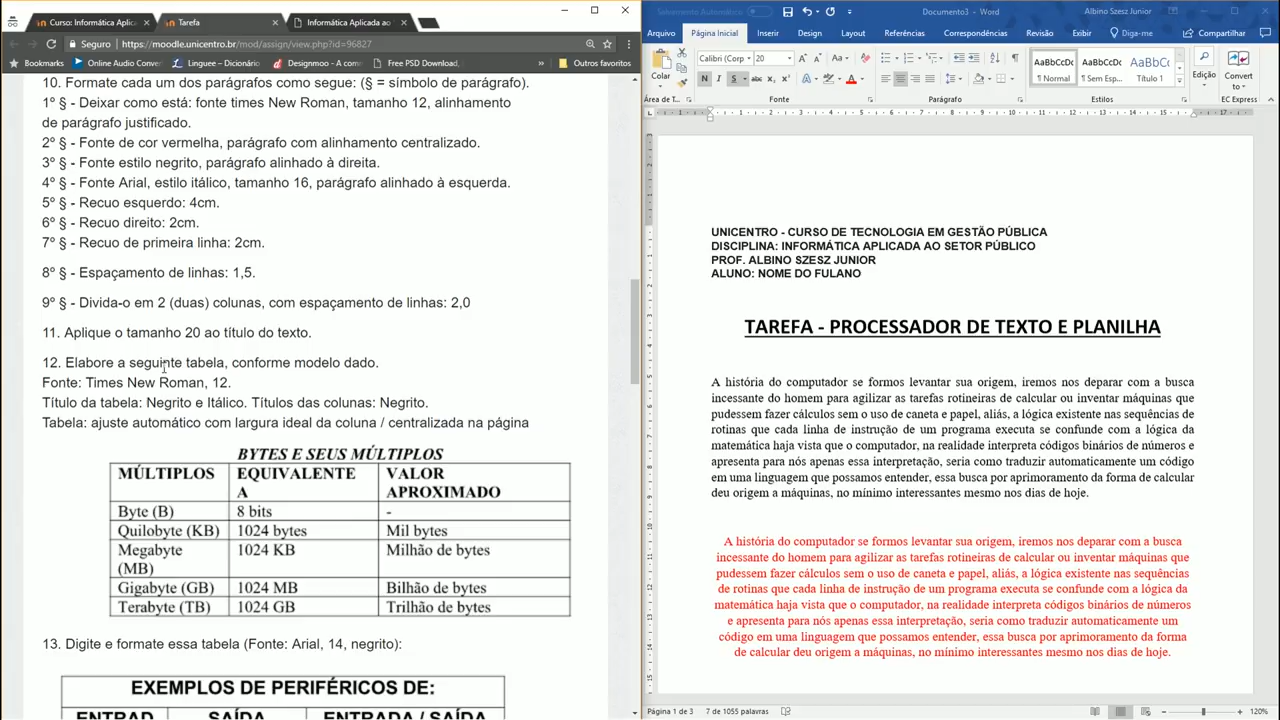 Curso: Informática Aplica
Tarefa
Informática Aplicada ao
Seguro
https://moodle.unicentro.br/mod/assign/view.php?id=96827
Bookmarks
Online Audio Conver
Linguee – Dicionário
Designmoo - A comm
Free PSD Download,
»
Outros favoritos
10. Formate cada um dos parágrafos como segue: (§ = símbolo de parágrafo).
1º § - Deixar como está: fonte times New Roman, tamanho 12, alinhamento
de parágrafo justificado.
2º § - Fonte de cor vermelha, parágrafo com alinhamento centralizado.
3º § - Fonte estilo negrito, parágrafo alinhado à direita.
4º § - Fonte Arial, estilo itálico, tamanho 16, parágrafo alinhado à esquerda.
5º § - Recuo esquerdo: 4cm.
6º § - Recuo direito: 2cm.
7º § - Recuo de primeira linha: 2cm.
8º § - Espaçamento de linhas: 1,5.
9º § - Divida-o em 2 (duas) colunas, com espaçamento de linhas: 2,0
11. Aplique o tamanho 20 ao título do texto.
12. Elabore a seguinte tabela, conforme modelo dado.
Fonte: Times New Roman, 12.
Título da tabela: Negrito e Itálico. Títulos das colunas: Negrito.
Tabela: ajuste automático com largura ideal da coluna e centralizada na página
BYTES E SEUS MÚLTIPLOS
MÚLTIPLOS EQUIVALENTE A VALOR APROXIMADO
Byte (B) 8 bits -
Quilobyte (KB) 1024 bytes Mil bytes
Megabyte (MB) 1024 KB Milhão de bytes
Gigabyte (GB) 1024 MB Bilhão de bytes
Terabyte (TB) 1024 GB Trilhão de bytes
13. Digite e formate essa tabela (Fonte: Arial, 14, negrito):
EXEMPLOS DE PERIFÉRICOS DE:
ENTRAD SAÍDA ENTRADA / SAÍDA
Salvamento Automático
Documento3 - Word
Albino Szesz Junior
Arquivo Página Inicial Inserir Design Layout Referências Correspondências Revisão Exibir Diga-me Compartilhar
Colar
Calibri (Corp
20
A A Aa
N I S abc x₂ x² A A
AaBbCcDc AaBbCcDc AaBbCc
¶ Normal ¶ Sem Esp... Título 1
Edição
Convert to
Área de T...
Fonte
Parágrafo
Estilos
EC Express
UNICENTRO - CURSO DE TECNOLOGIA EM GESTÃO PÚBLICA
DISCIPLINA: INFORMÁTICA APLICADA AO SETOR PÚBLICO
PROF. ALBINO SZESZ JUNIOR
ALUNO: NOME DO FULANO
TAREFA - PROCESSADOR DE TEXTO E PLANILHA
A história do computador se formos levantar sua origem, iremos nos deparar com a busca
incessante do homem para agilizar as tarefas rotineiras de calcular ou inventar máquinas que
pudessem fazer cálculos sem o uso de caneta e papel, aliás, a lógica existente nas sequências de
rotinas que cada linha de instrução de um programa executa se confunde com a lógica da
matemática haja vista que o computador, na realidade interpreta códigos binários de números e
apresenta para nós apenas essa interpretação, seria como traduzir automaticamente um código
em uma linguagem que possamos entender, essa busca por aprimoramento da forma de calcular
deu origem a máquinas, no mínimo interessantes mesmo nos dias de hoje.
A história do computador se formos levantar sua origem, iremos nos deparar com a busca
incessante do homem para agilizar as tarefas rotineiras de calcular ou inventar máquinas que
pudessem fazer cálculos sem o uso de caneta e papel, aliás, a lógica existente nas sequências
de rotinas que cada linha de instrução de um programa executa se confunde com a lógica da
matemática haja vista que o computador, na realidade interpreta códigos binários de números
e apresenta para nós apenas essa interpretação, seria como traduzir automaticamente um
código em uma linguagem que possamos entender, essa busca por aprimoramento da forma
de calcular deu origem a máquinas, no mínimo interessantes mesmo nos dias de hoje.
Página 1 de 3 7 de 1055 palavras
120%